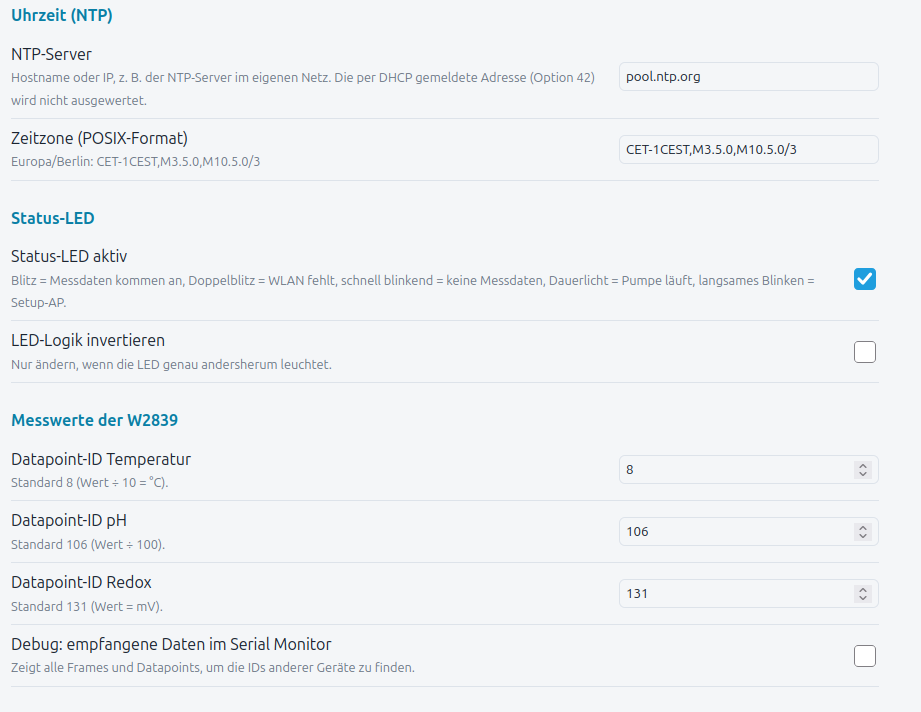 Uhrzeit (NTP)
NTP-Server
Hostname oder IP, z. B. der NTP-Server im eigenen Netz. Die per DHCP gemeldete Adresse (Option 42)
wird nicht ausgewertet.
pool.ntp.org
Zeitzone (POSIX-Format)
Europa/Berlin: CET-1CEST,M3.5.0,M10.5.0/3
CET-1CEST,M3.5.0,M10.5.0/3
Status-LED
Status-LED aktiv
Blitz = Messdaten kommen an, Doppelblitz = WLAN fehlt, schnell blinkend = keine Messdaten, Dauerlicht = Pumpe läuft, langsames Blinken =
Setup-AP.
LED-Logik invertieren
Nur ändern, wenn die LED genau andersherum leuchtet.
Messwerte der W2839
Datapoint-ID Temperatur
Standard 8 (Wert ÷ 10 = °C).
8
Datapoint-ID pH
Standard 106 (Wert ÷ 100).
106
Datapoint-ID Redox
Standard 131 (Wert = mV).
131
Debug: empfangene Daten im Serial Monitor
Zeigt alle Frames und Datapoints, um die IDs anderer Geräte zu finden.